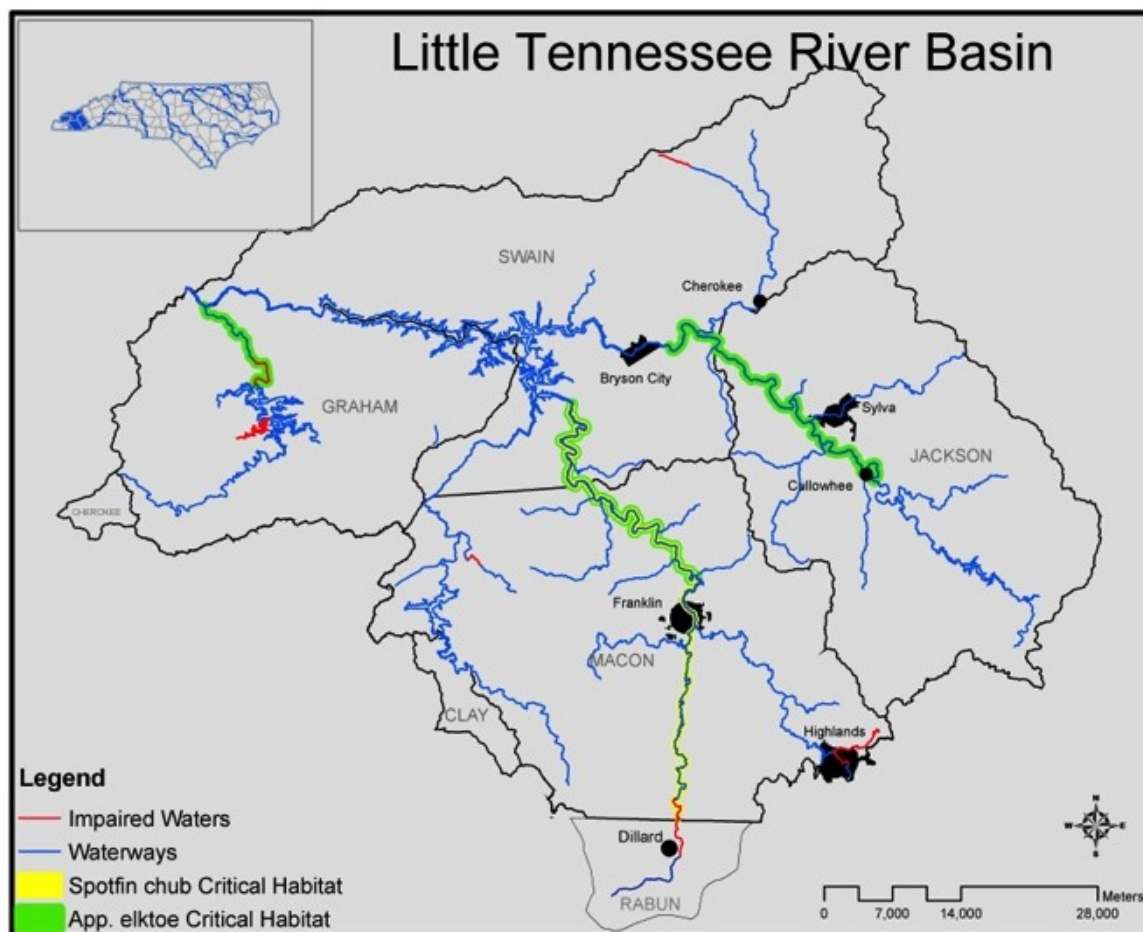 Little Tennessee River Basin
SWAIN
Cherokee
Bryson City
GRAHAM
Sylva
JACKSON
Cullowhee
CHEROKEE
Franklin
MACON
CLAY
Highlands
Legend
Impaired Waters
Waterways
Spotfin chub Critical Habitat
App. elktoe Critical Habitat
Dillard
RABUN
N
W E
S
Meters
0 7,000 14,000 28,000